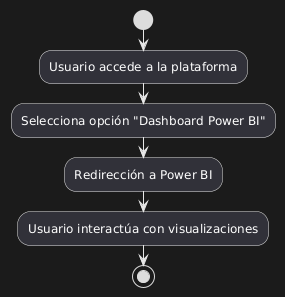 Usuario accede a la plataforma
Selecciona opción "Dashboard Power BI"
Redirección a Power BI
Usuario interactúa con visualizaciones